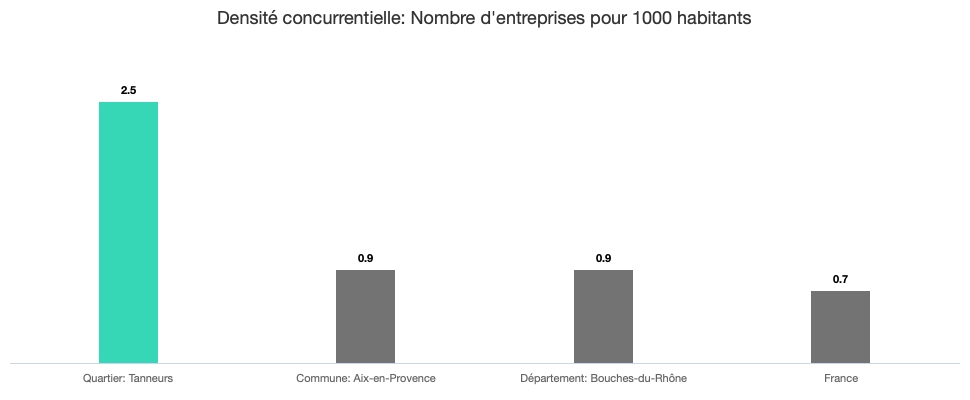 Densité concurrentielle: Nombre d'entreprises pour 1000 habitants
2.5
0.9
0.9
0.7
Quartier: Tanneurs
Commune: Aix-en-Provence
Département: Bouches-du-Rhône
France